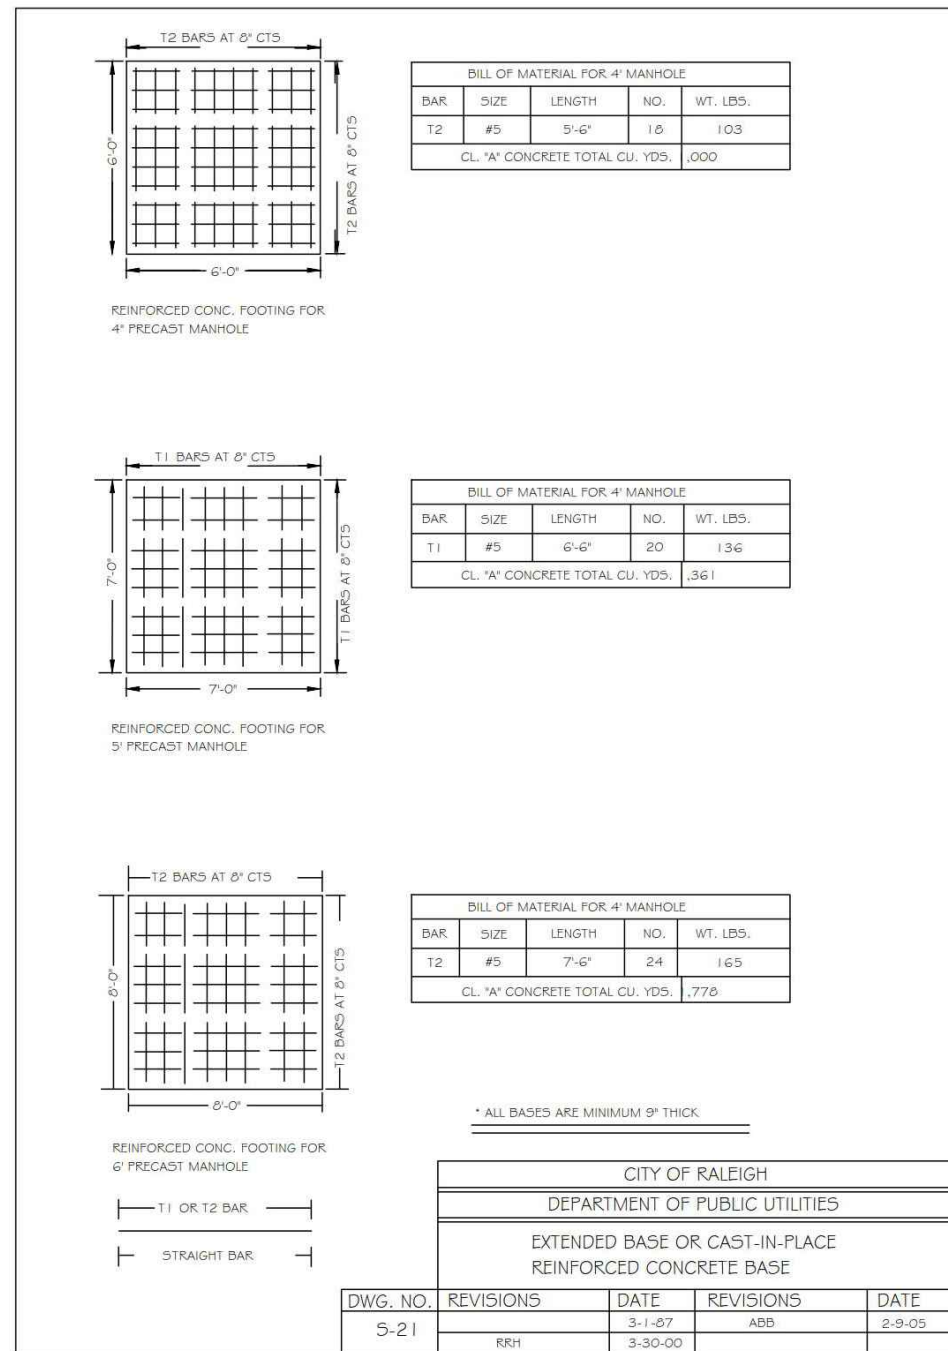 T2 BARS AT 8" CTS
6'-0"
T2 BARS AT 8" CTS
6'-0"
REINFORCED CONC. FOOTING FOR
4" PRECAST MANHOLE
BILL OF MATERIAL FOR 4' MANHOLE
BAR SIZE LENGTH NO. WT. LBS.
T2 #5 5'-6" 18 103
CL. "A" CONCRETE TOTAL CU. YDS. 1,000
T1 BARS AT 8" CTS
7'-0"
T1 BARS AT 8" CTS
7'-0"
REINFORCED CONC. FOOTING FOR
5' PRECAST MANHOLE
BILL OF MATERIAL FOR 4' MANHOLE
BAR SIZE LENGTH NO. WT. LBS.
T1 #5 6'-6" 20 136
CL. "A" CONCRETE TOTAL CU. YDS. 1,361
T2 BARS AT 8" CTS
8'-0"
T2 BARS AT 8" CTS
8'-0"
REINFORCED CONC. FOOTING FOR
6' PRECAST MANHOLE
BILL OF MATERIAL FOR 4' MANHOLE
BAR SIZE LENGTH NO. WT. LBS.
T2 #5 7'-6" 24 165
CL. "A" CONCRETE TOTAL CU. YDS. 1,778
* ALL BASES ARE MINIMUM 9" THICK
T1 OR T2 BAR
STRAIGHT BAR
CITY OF RALEIGH
DEPARTMENT OF PUBLIC UTILITIES
EXTENDED BASE OR CAST-IN-PLACE
REINFORCED CONCRETE BASE
DWG. NO. REVISIONS DATE REVISIONS DATE
S-21
3-1-87 ABB 2-9-05
RRH 3-30-00